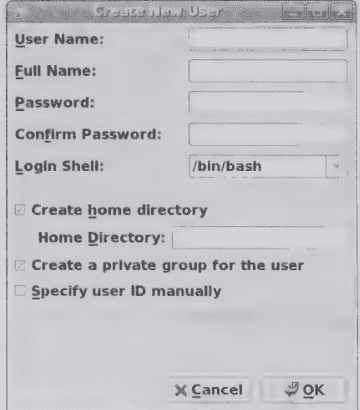 Create New User
User Name:
Full Name:
Password:
Confirm Password:
Login Shell: /bin/bash
Create home directory
Home Directory:
Create a private group for the user
Specify user ID manually
Cancel OK